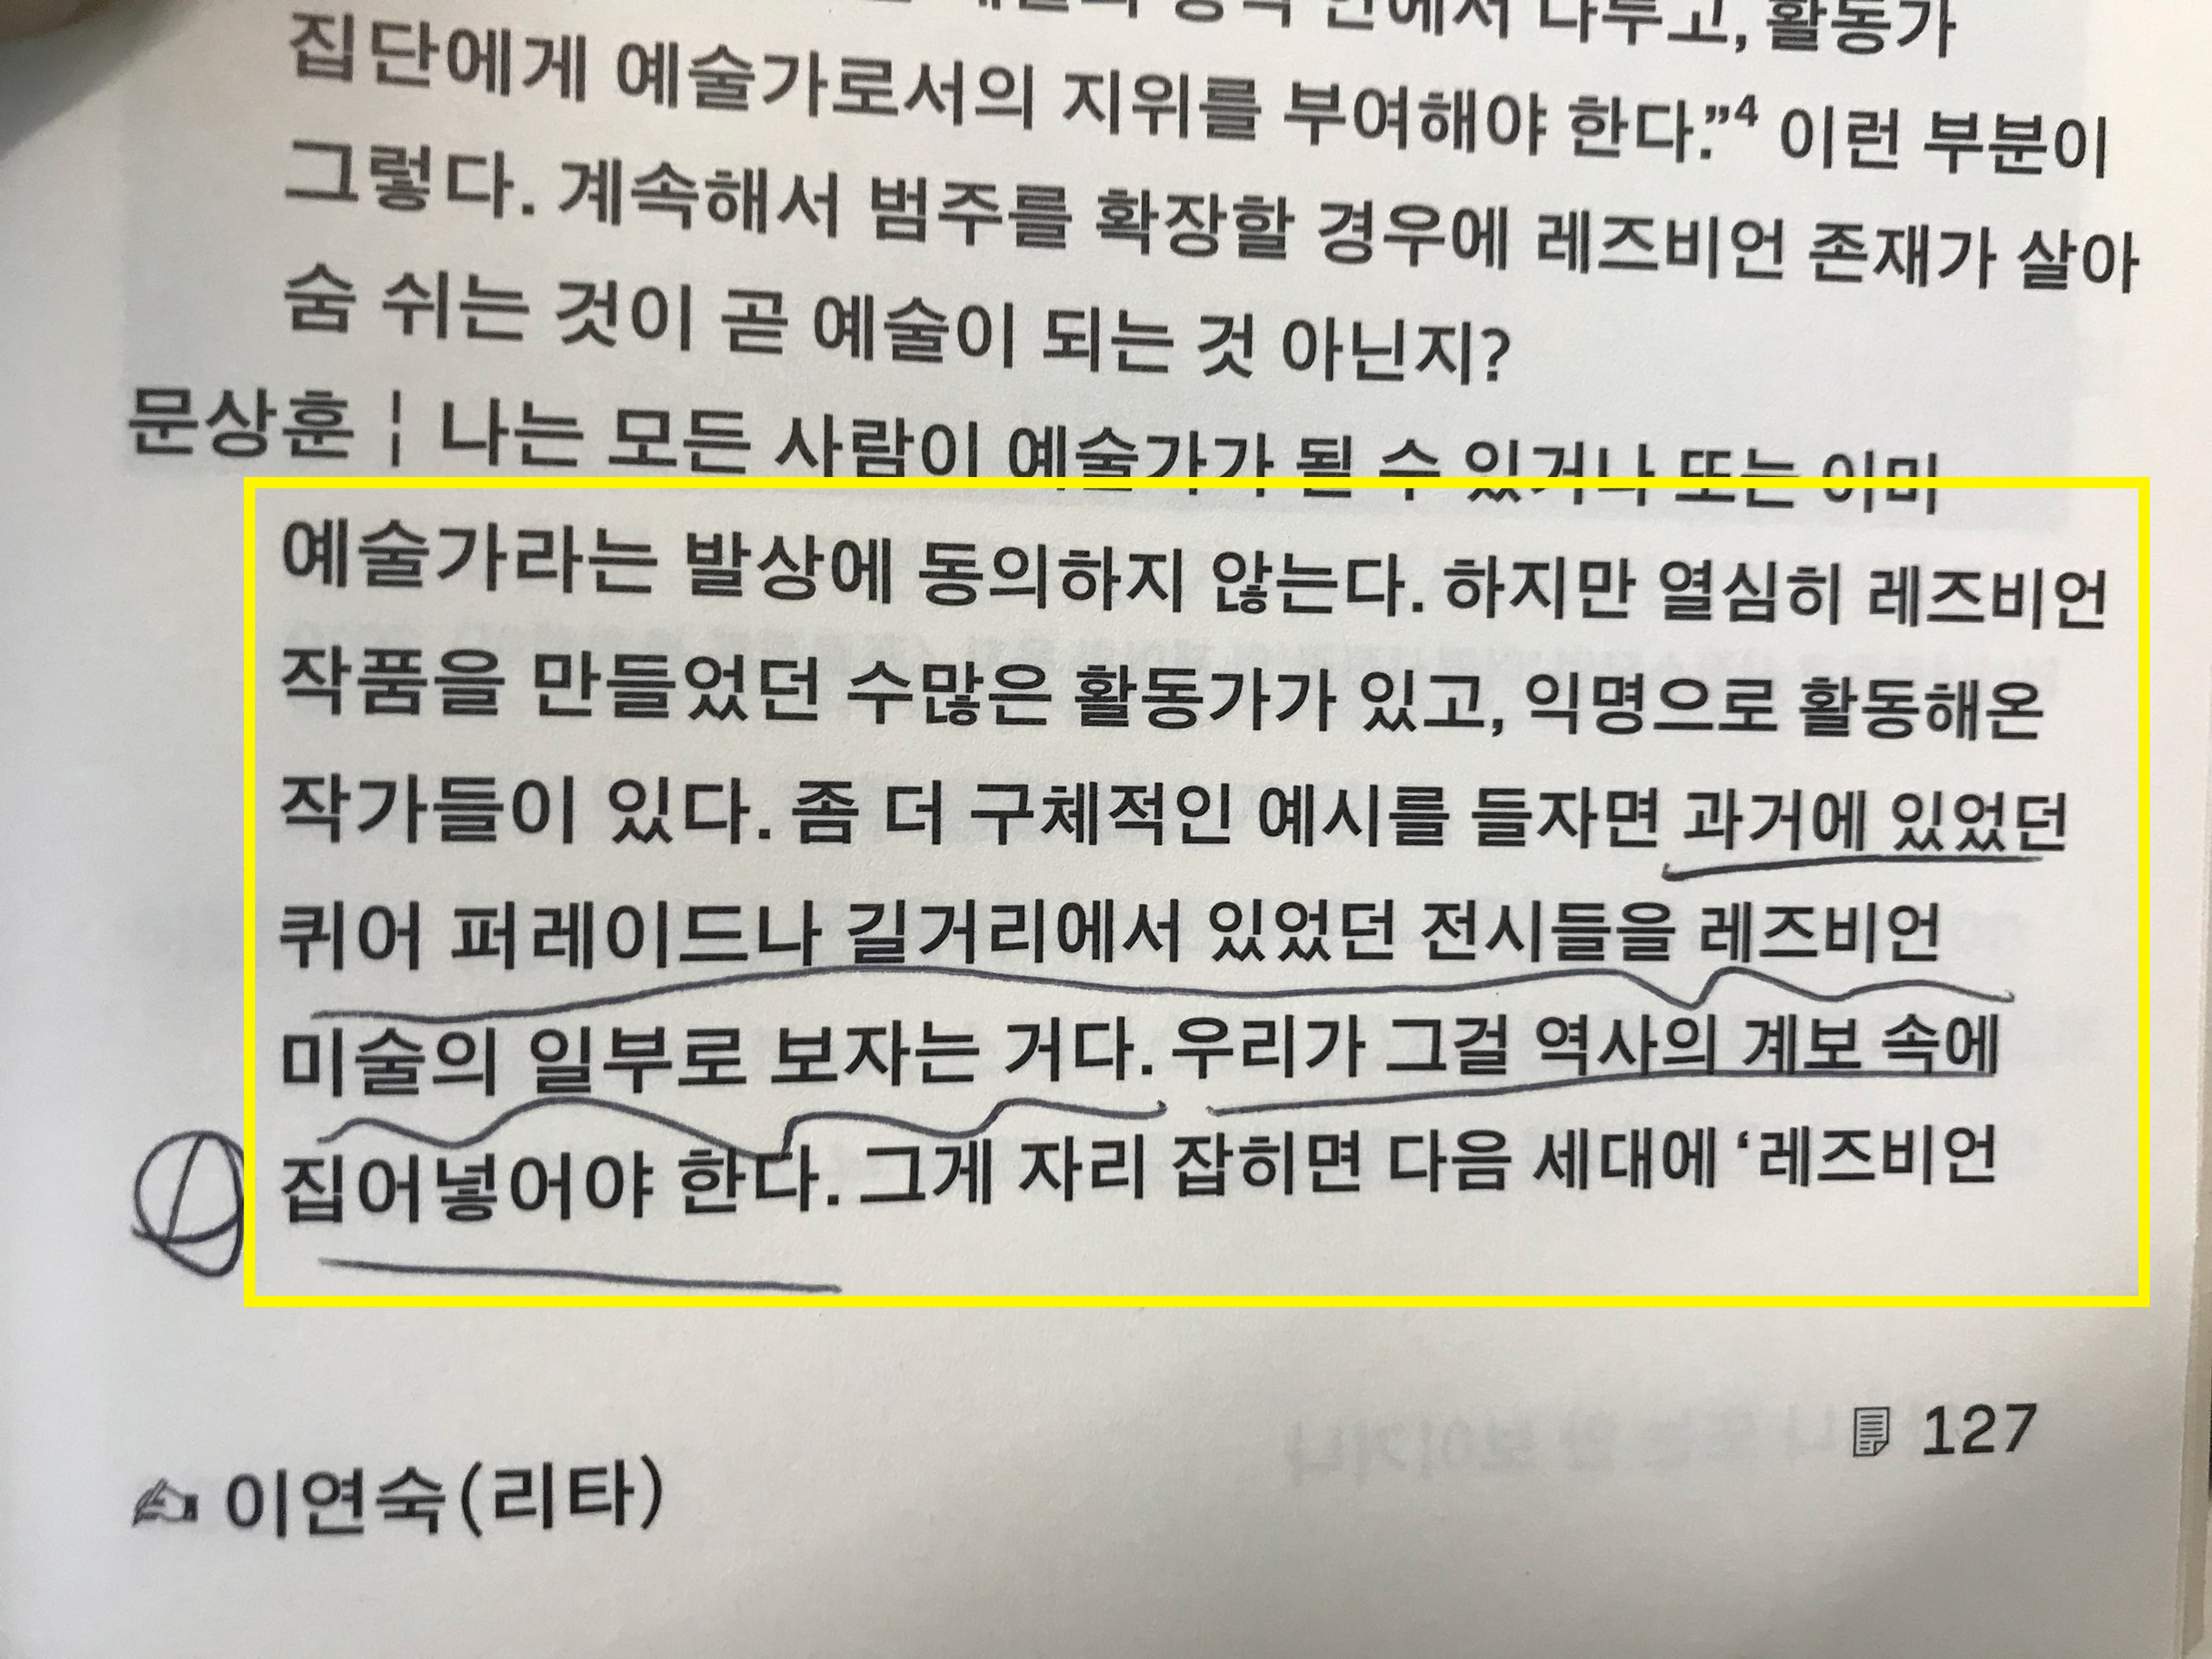 안에서 다루고, 활동가
집단에게 예술가로서의 지위를 부여해야 한다.”4 이런 부분이
그렇다. 계속해서 범주를 확장할 경우에 레즈비언 존재가 살아
숨 쉬는 것이 곧 예술이 되는 것 아닌지?
문상훈 ¦ 나는 모든 사람이 예술가가 될 수 있거나 또는 이미
예술가라는 발상에 동의하지 않는다. 하지만 열심히 레즈비언
작품을 만들었던 수많은 활동가가 있고, 익명으로 활동해온
작가들이 있다. 좀 더 구체적인 예시를 들자면 과거에 있었던
퀴어 퍼레이드나 길거리에서 있었던 전시들을 레즈비언
미술의 일부로 보자는 거다. 우리가 그걸 역사의 계보 속에
집어넣어야 한다. 그게 자리 잡히면 다음 세대에 ‘레즈비언
127
이연숙(리타)